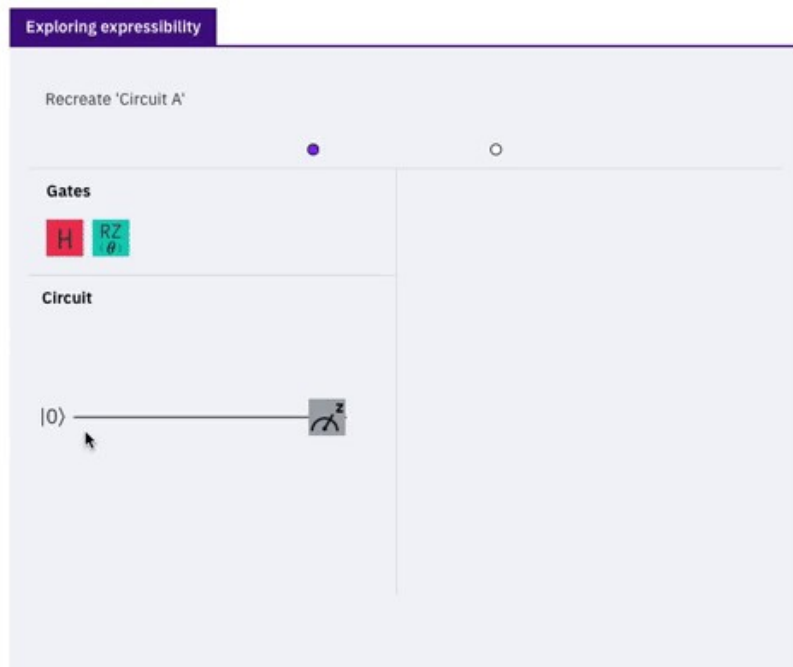 Exploring expressibility
Recreate 'Circuit A'
Gates
H
RZ
(θ)
Circuit
|0⟩
z